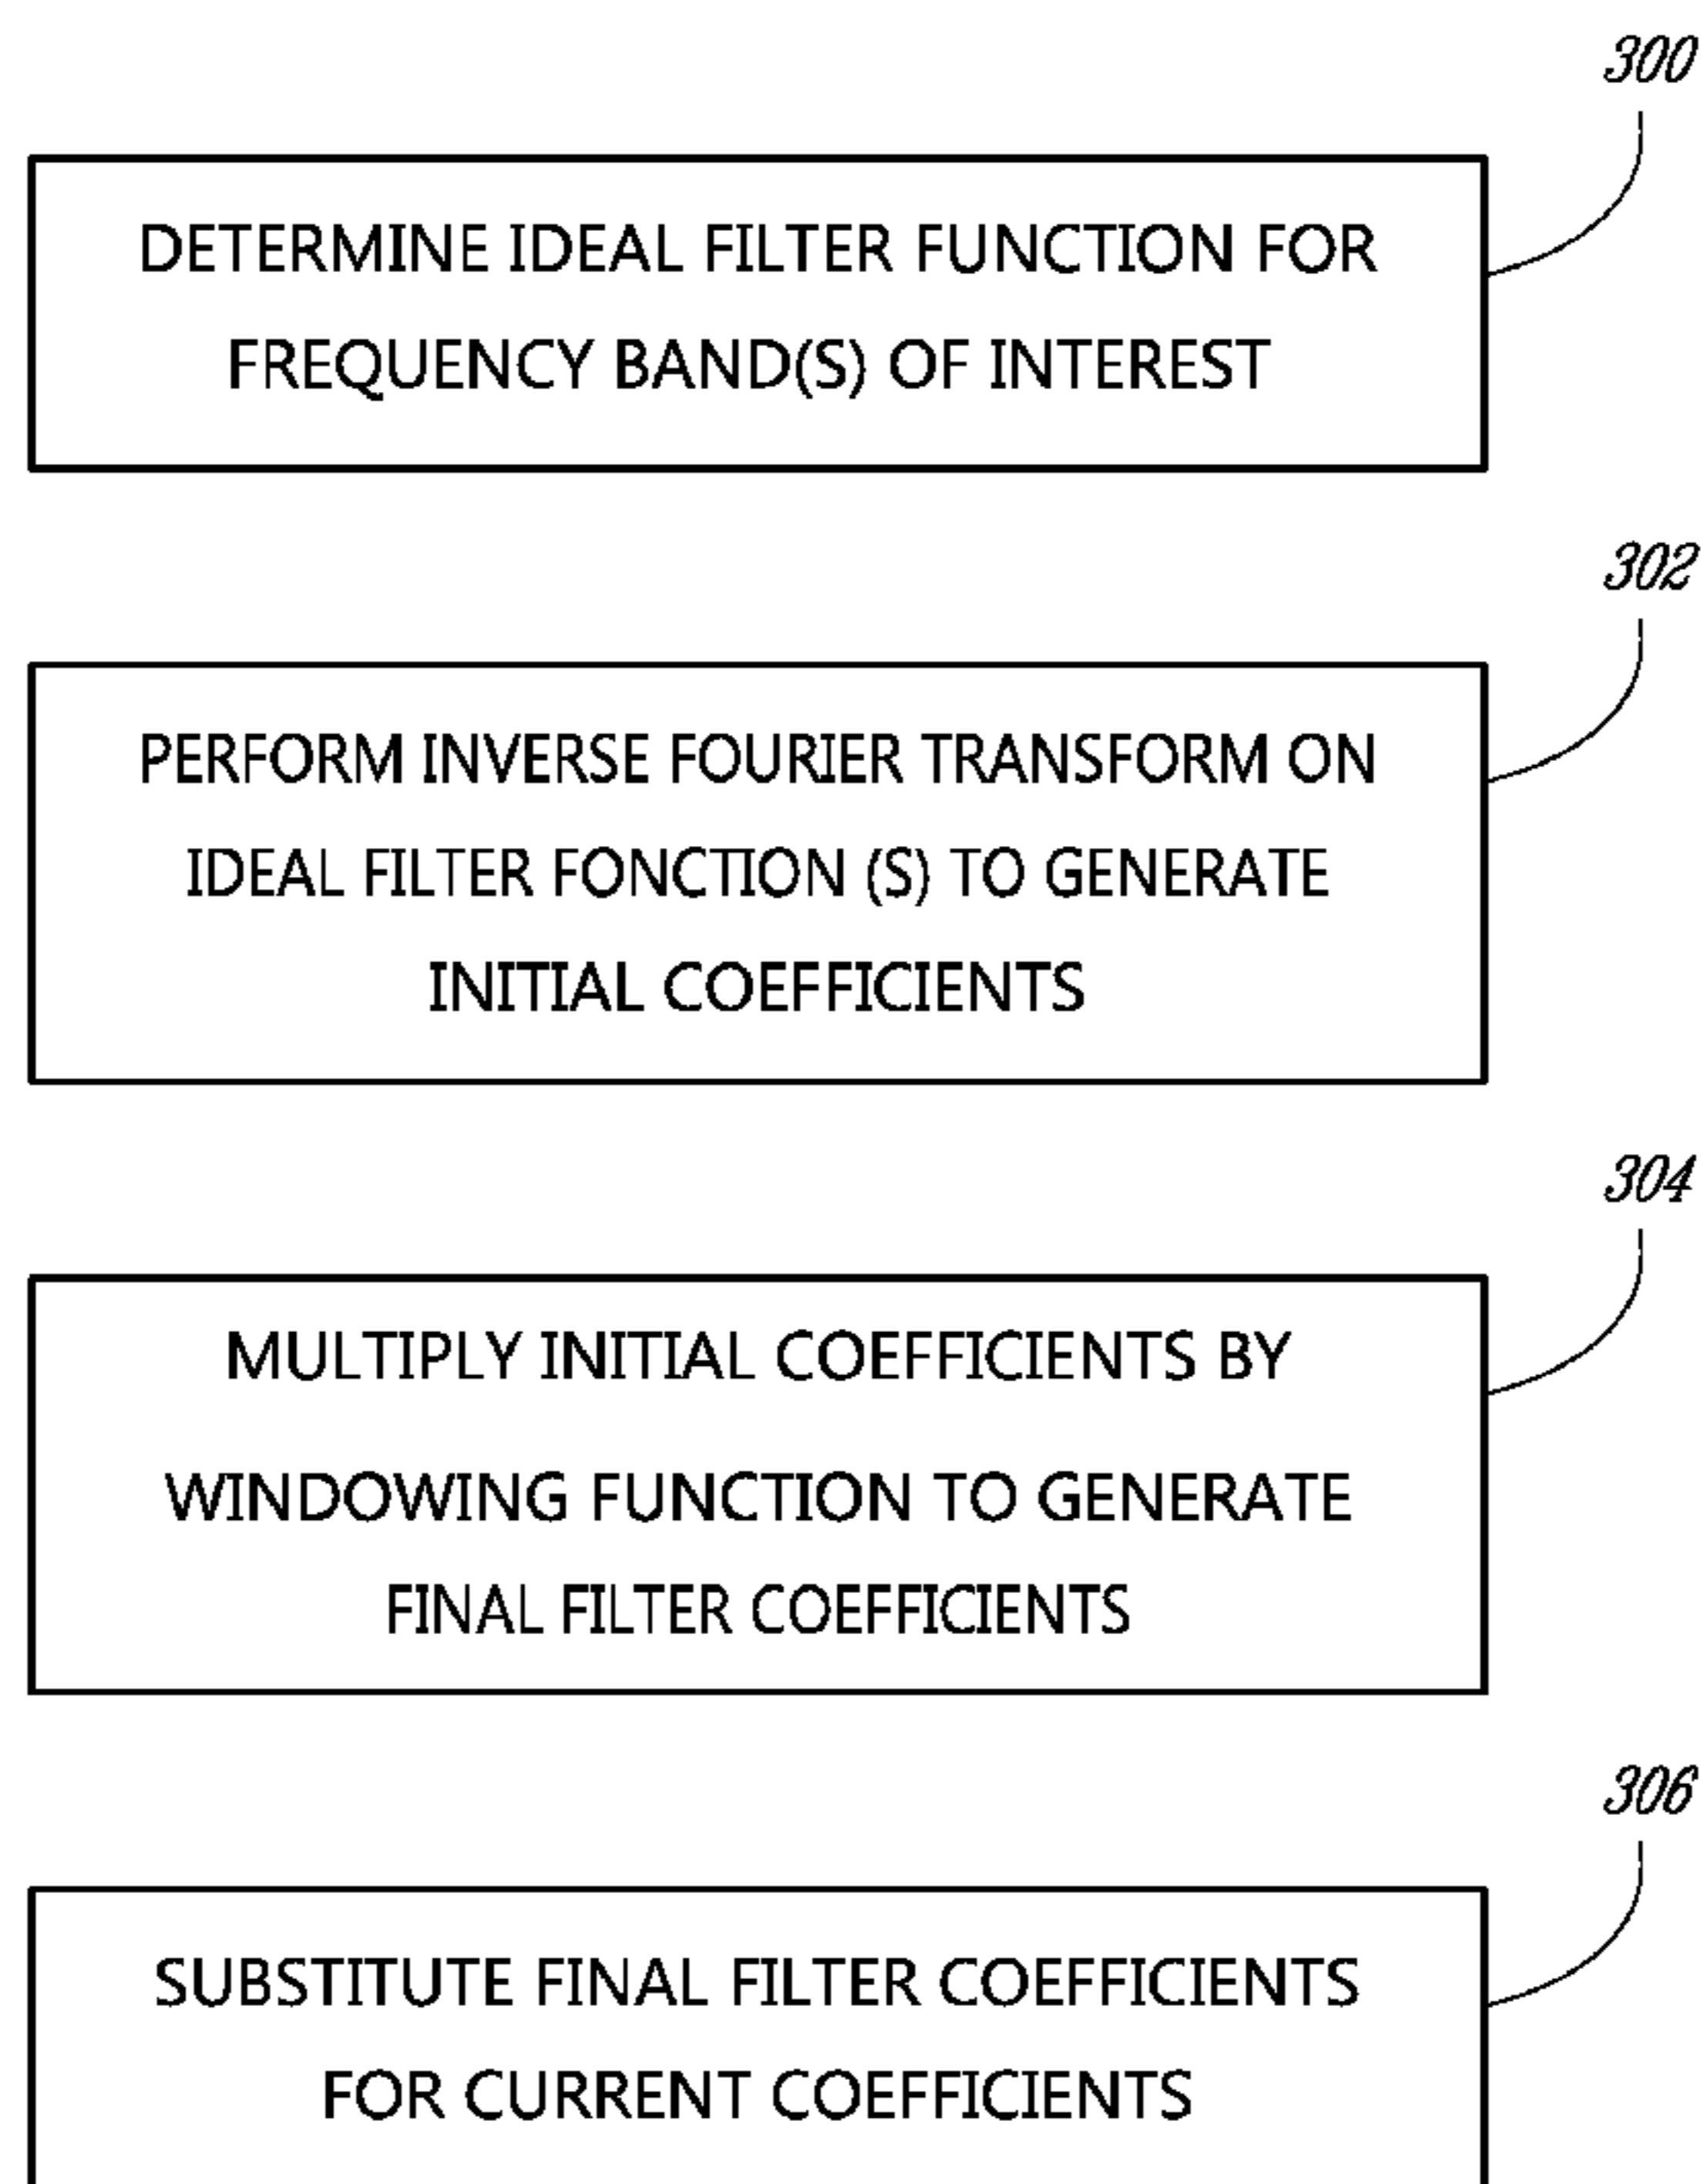 300
DETERMINE IDEAL FILTER FUNCTION FOR
FREQUENCY BAND(S) OF INTEREST
302
PERFORM INVERSE FOURIER TRANSFORM ON
IDEAL FILTER FONCTION (S) TO GENERATE
INITIAL COEFFICIENTS
304
MULTIPLY INITIAL COEFFICIENTS BY
WINDOWING FUNCTION TO GENERATE
FINAL FILTER COEFFICIENTS
306
SUBSTITUTE FINAL FILTER COEFFICIENTS
FOR CURRENT COEFFICIENTS